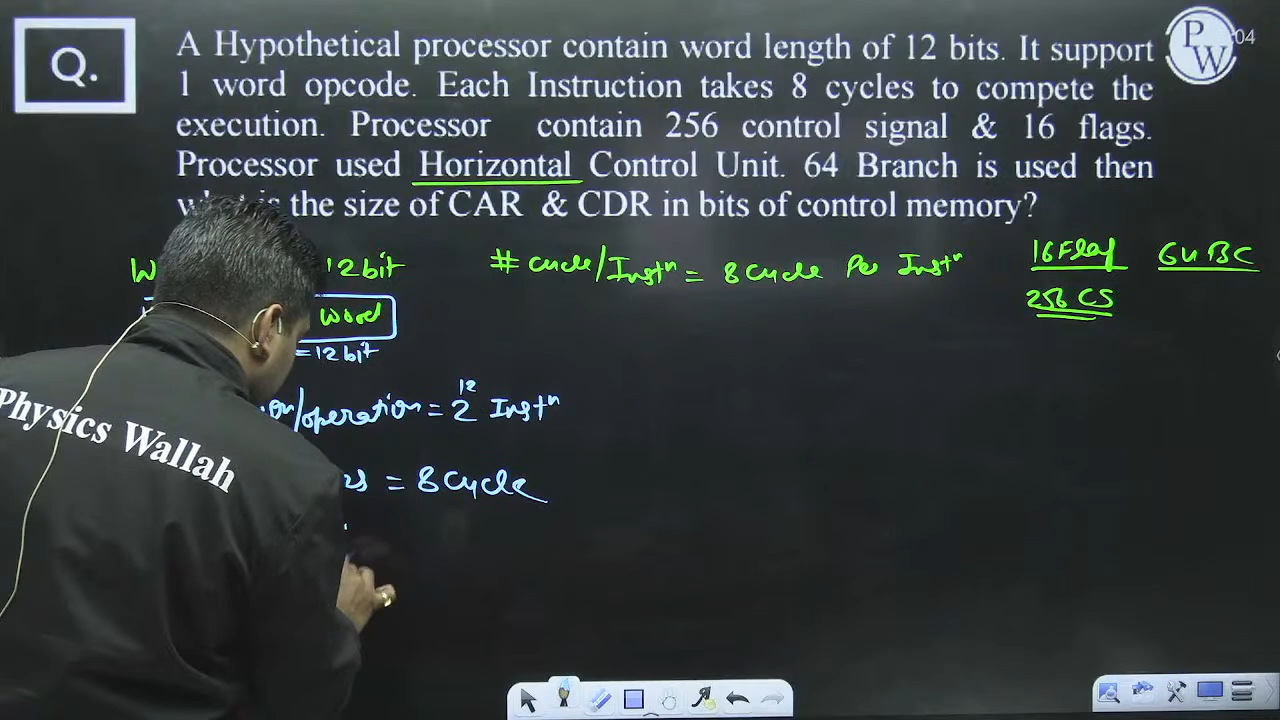 Q.
A Hypothetical processor contain word length of 12 bits. It support
1 word opcode. Each Instruction takes 8 cycles to compete the
execution. Processor contain 256 control signal & 16 flags.
Processor used Horizontal Control Unit. 64 Branch is used then
is the size of CAR & CDR in bits of control memory?
PW
04
12bit
# cycle/Instⁿ = 8 Cycle Per Instⁿ
16 Flag
64 BC
word
256 CS
= 12 bit
on/operation = 2¹² Instⁿ
= 8 Cycle
Physics Wallah